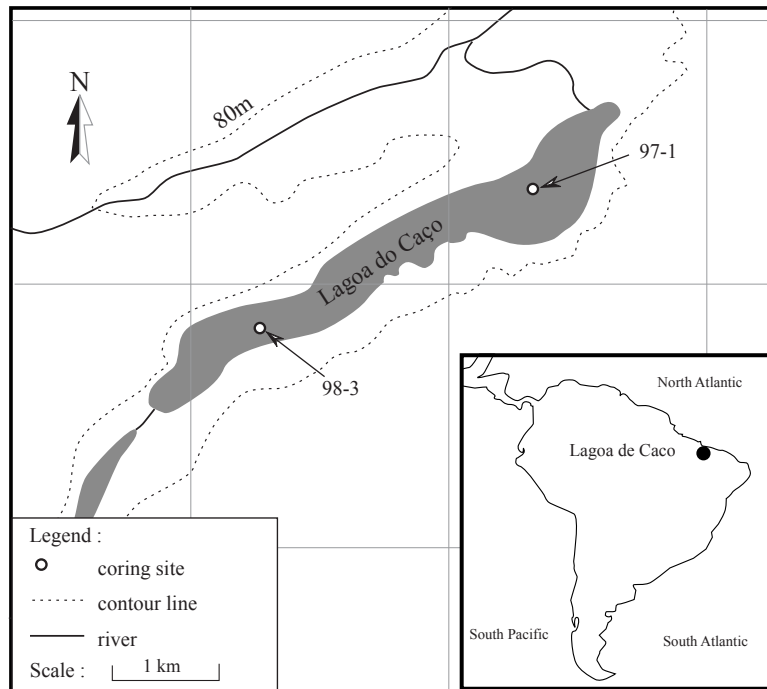 N
80m
97-1
Lagoa do Caço
98-3
Legend :
coring site
contour line
river
Scale :
1 km
North Atlantic
Lagoa de Caco
South Pacific
South Atlantic